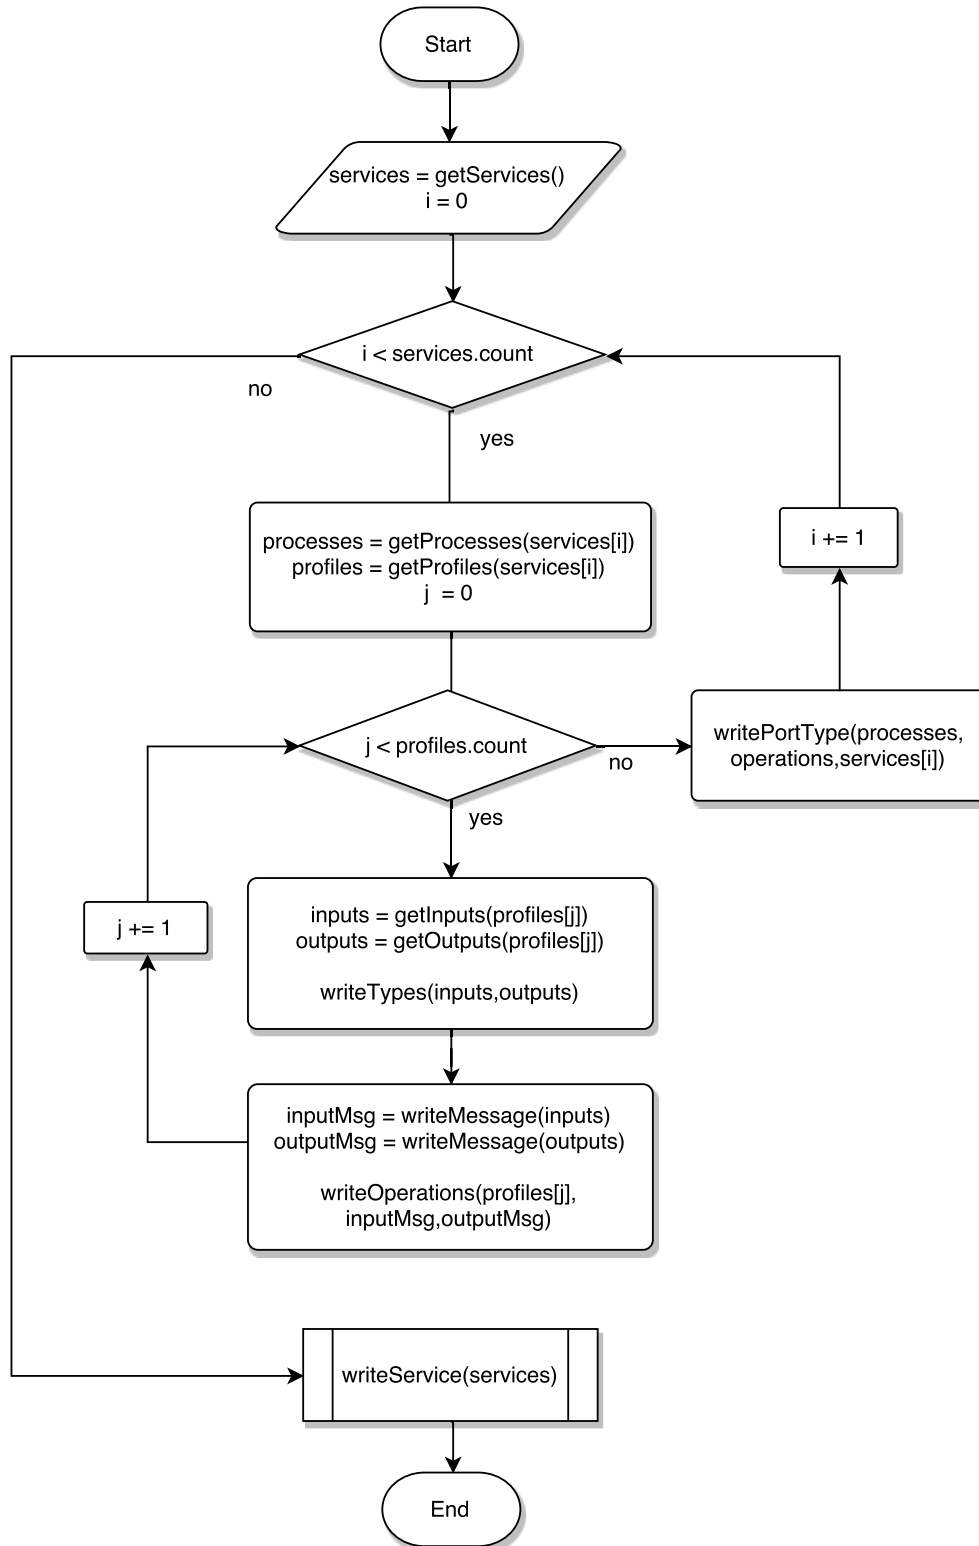 Start
services = getServices()
i = 0
i < services.count
no
yes
processes = getProcesses(services[i])
profiles = getProfiles(services[i])
j  = 0
i += 1
j < profiles.count
no
writePortType(processes,
operations,services[i])
yes
inputs = getInputs(profiles[j])
outputs = getOutputs(profiles[j])
writeTypes(inputs,outputs)
j += 1
inputMsg = writeMessage(inputs)
outputMsg = writeMessage(outputs)
writeOperations(profiles[j],
inputMsg,outputMsg)
writeService(services)
End